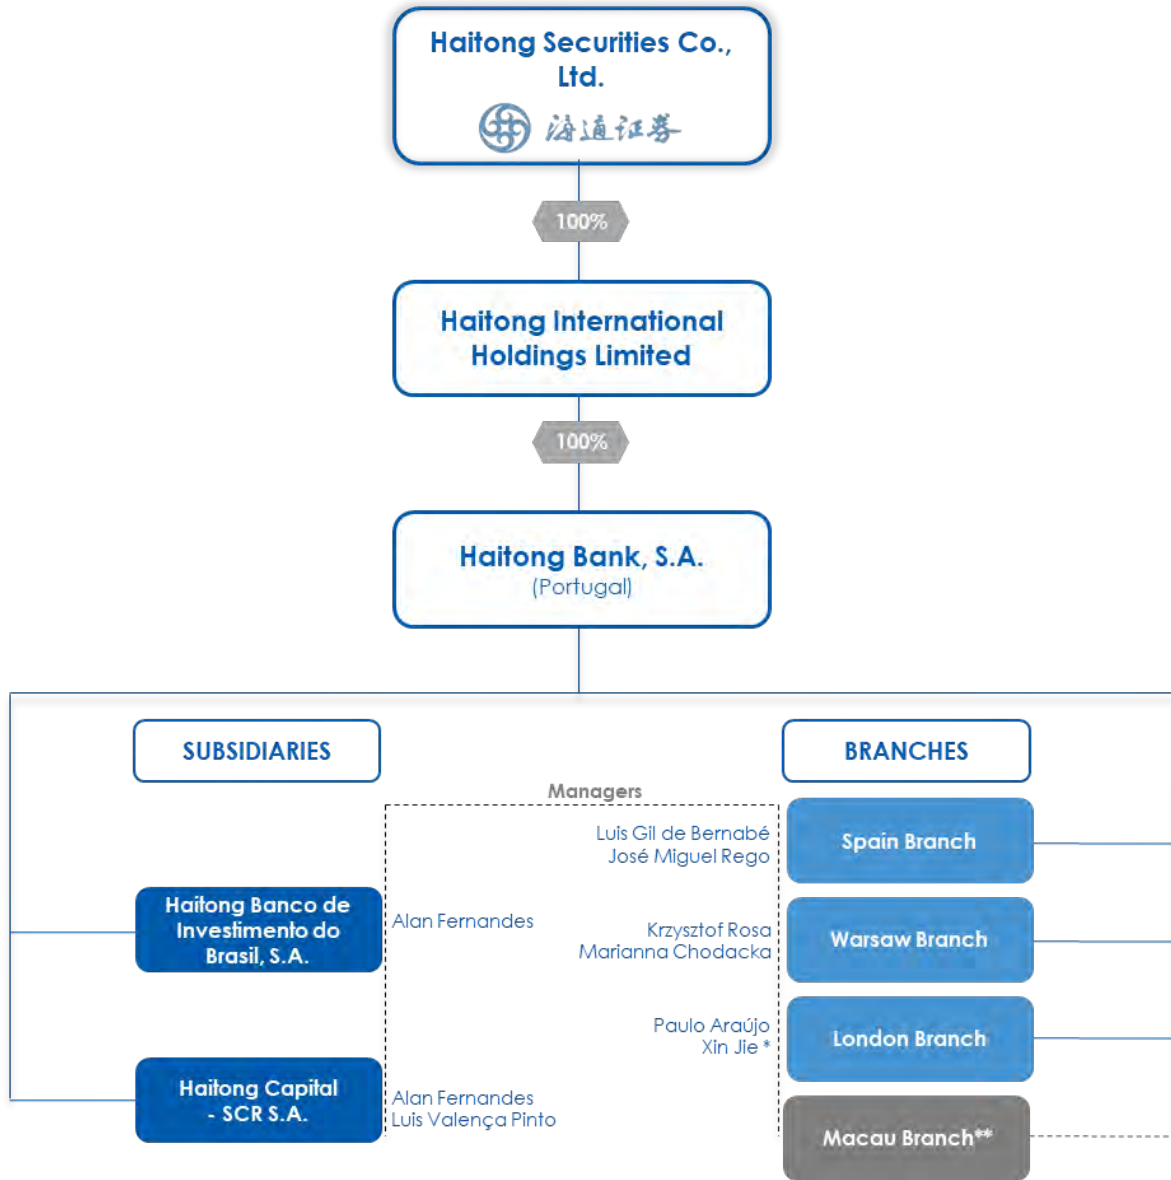 Haitong Securities Co.,
Ltd.
海通证券
100%
Haitong International
Holdings Limited
100%
Haitong Bank, S.A.
(Portugal)
SUBSIDIARIES
BRANCHES
Managers
Luis Gil de Bernabé
José Miguel Rego
Spain Branch
Haitong Banco de
Investimento do
Brasil, S.A.
Alan Fernandes
Krzysztof Rosa
Marianna Chodacka
Warsaw Branch
Paulo Araújo
Xin Jie *
London Branch
Haitong Capital
- SCR S.A.
Alan Fernandes
Luis Valença Pinto
Macau Branch**